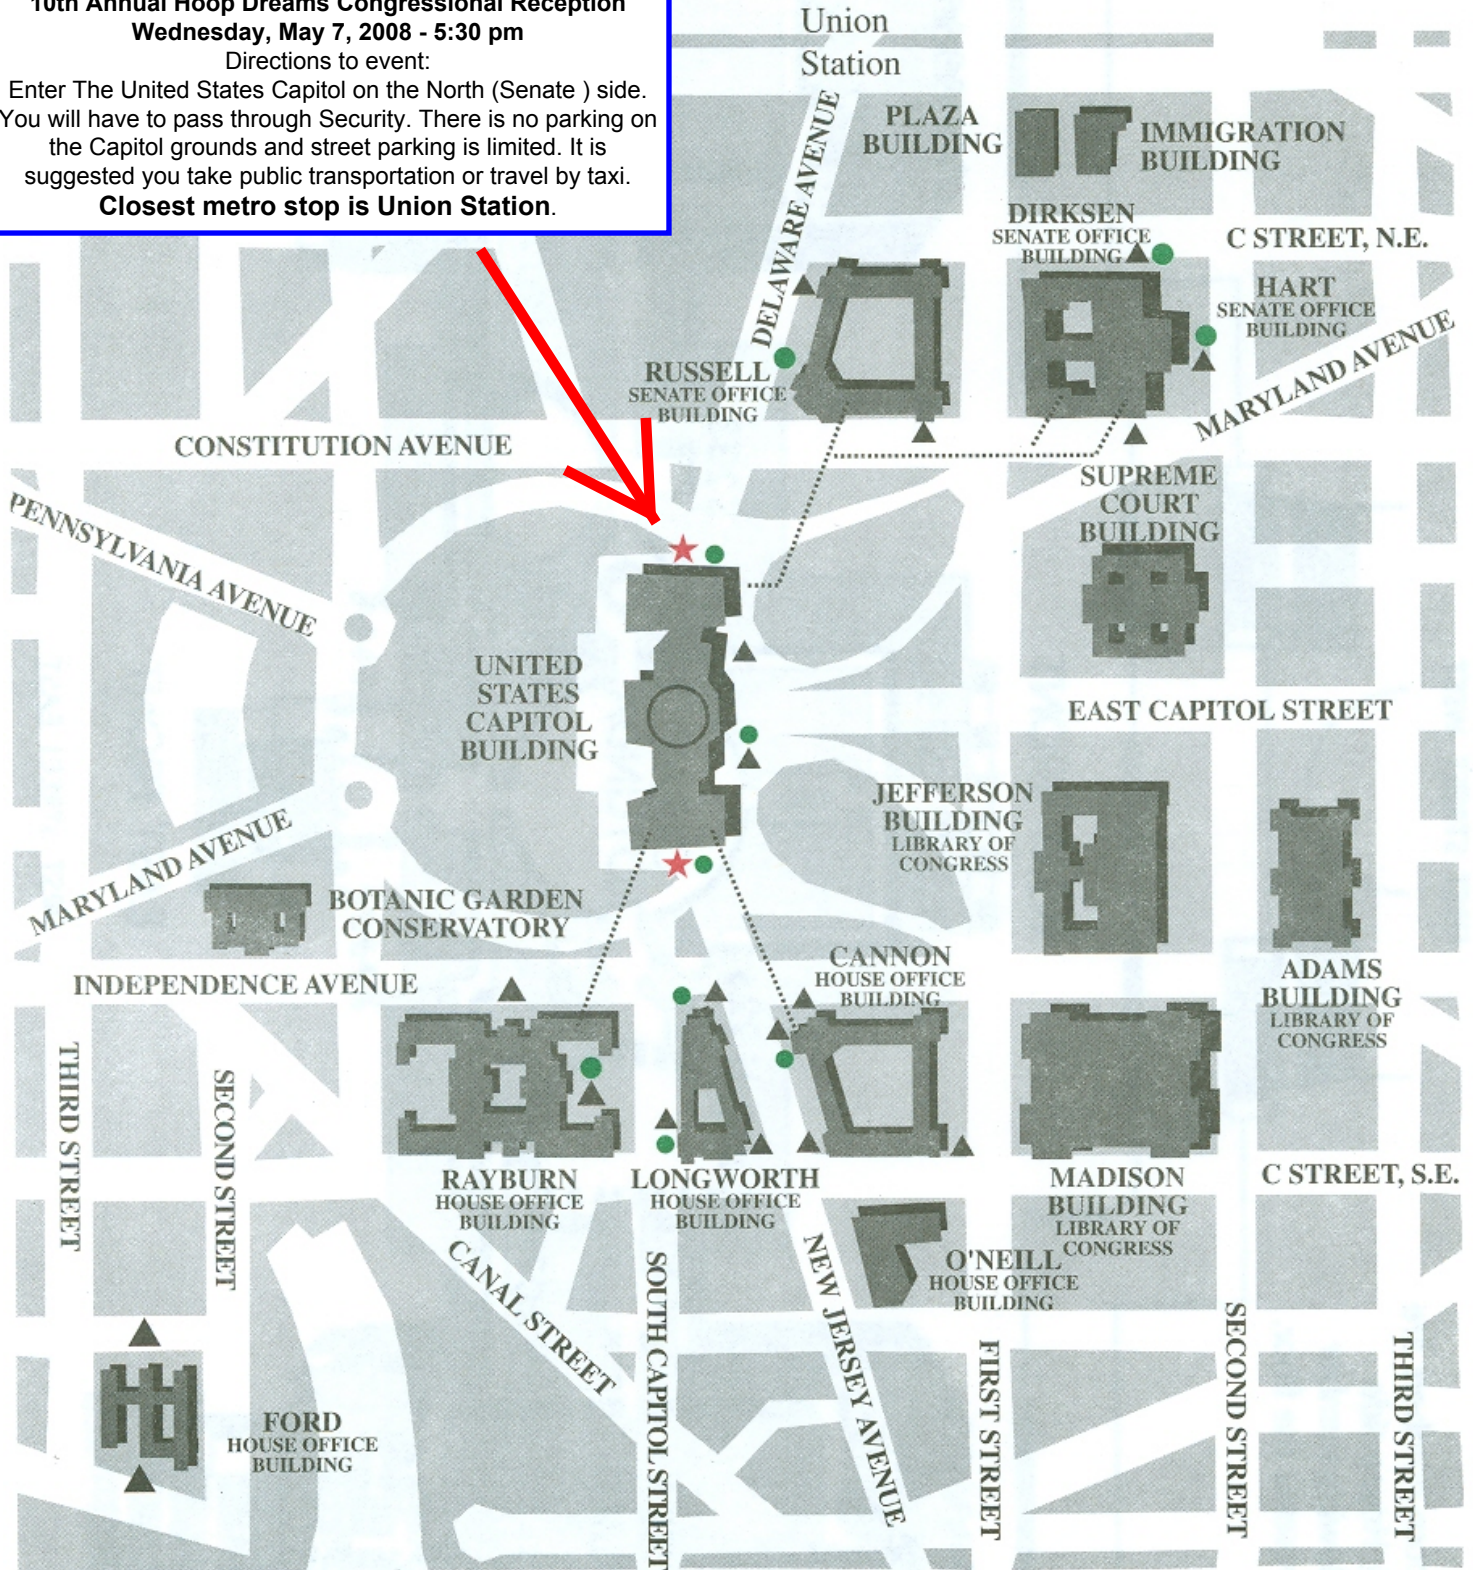 10th Annual Hoop Dreams Congressional Reception
Wednesday, May 7, 2008 - 5:30 pm
Directions to event:
Enter The United States Capitol on the North (Senate ) side.
You will have to pass through Security. There is no parking on
the Capitol grounds and street parking is limited. It is
suggested you take public transportation or travel by taxi.
Closest metro stop is Union Station.
Union
Station
DELAWARE AVENUE
PLAZA
BUILDING
IMMIGRATION
BUILDING
DIRKSEN
SENATE OFFICE
BUILDING
C STREET, N.E.
HART
SENATE OFFICE
BUILDING
MARYLAND AVENUE
RUSSELL
SENATE OFFICE
BUILDING
CONSTITUTION AVENUE
PENNSYLVANIA AVENUE
SUPREME
COURT
BUILDING
UNITED
STATES
CAPITOL
BUILDING
EAST CAPITOL STREET
JEFFERSON
BUILDING
LIBRARY OF
CONGRESS
MARYLAND AVENUE
BOTANIC GARDEN
CONSERVATORY
INDEPENDENCE AVENUE
CANNON
HOUSE OFFICE
BUILDING
ADAMS
BUILDING
LIBRARY OF
CONGRESS
THIRD STREET
SECOND STREET
RAYBURN
HOUSE OFFICE
BUILDING
LONGWORTH
HOUSE OFFICE
BUILDING
MADISON
BUILDING
LIBRARY OF
CONGRESS
C STREET, S.E.
CANAL STREET
SOUTH CAPITOL STREET
NEW JERSEY AVENUE
O'NEILL
HOUSE OFFICE
BUILDING
FIRST STREET
SECOND STREET
THIRD STREET
FORD
HOUSE OFFICE
BUILDING